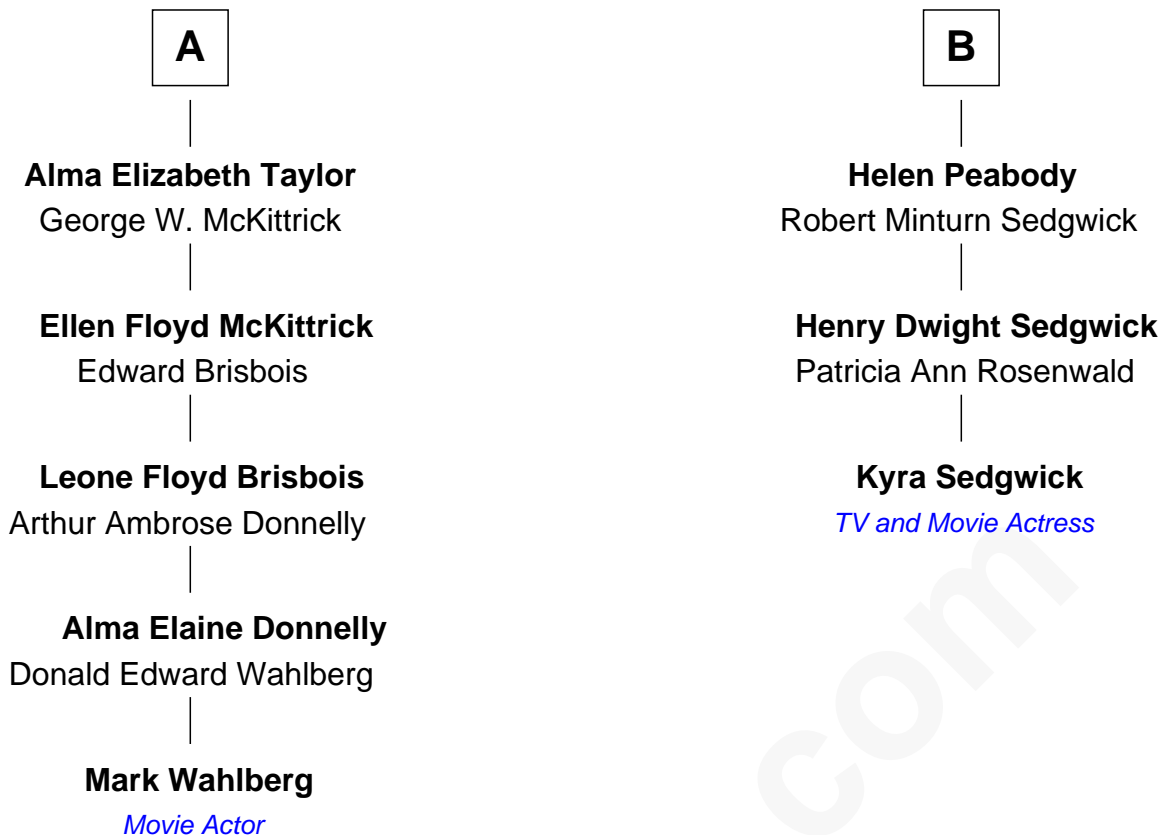 A
Alma Elizabeth Taylor
George W. McKittrick
Ellen Floyd McKittrick
Edward Brisbois
Leone Floyd Brisbois
Arthur Ambrose Donnelly
Alma Elaine Donnelly
Donald Edward Wahlberg
Mark Wahlberg
Movie Actor
B
Helen Peabody
Robert Minturn Sedgwick
Henry Dwight Sedgwick
Patricia Ann Rosenwald
Kyra Sedgwick
TV and Movie Actress
com